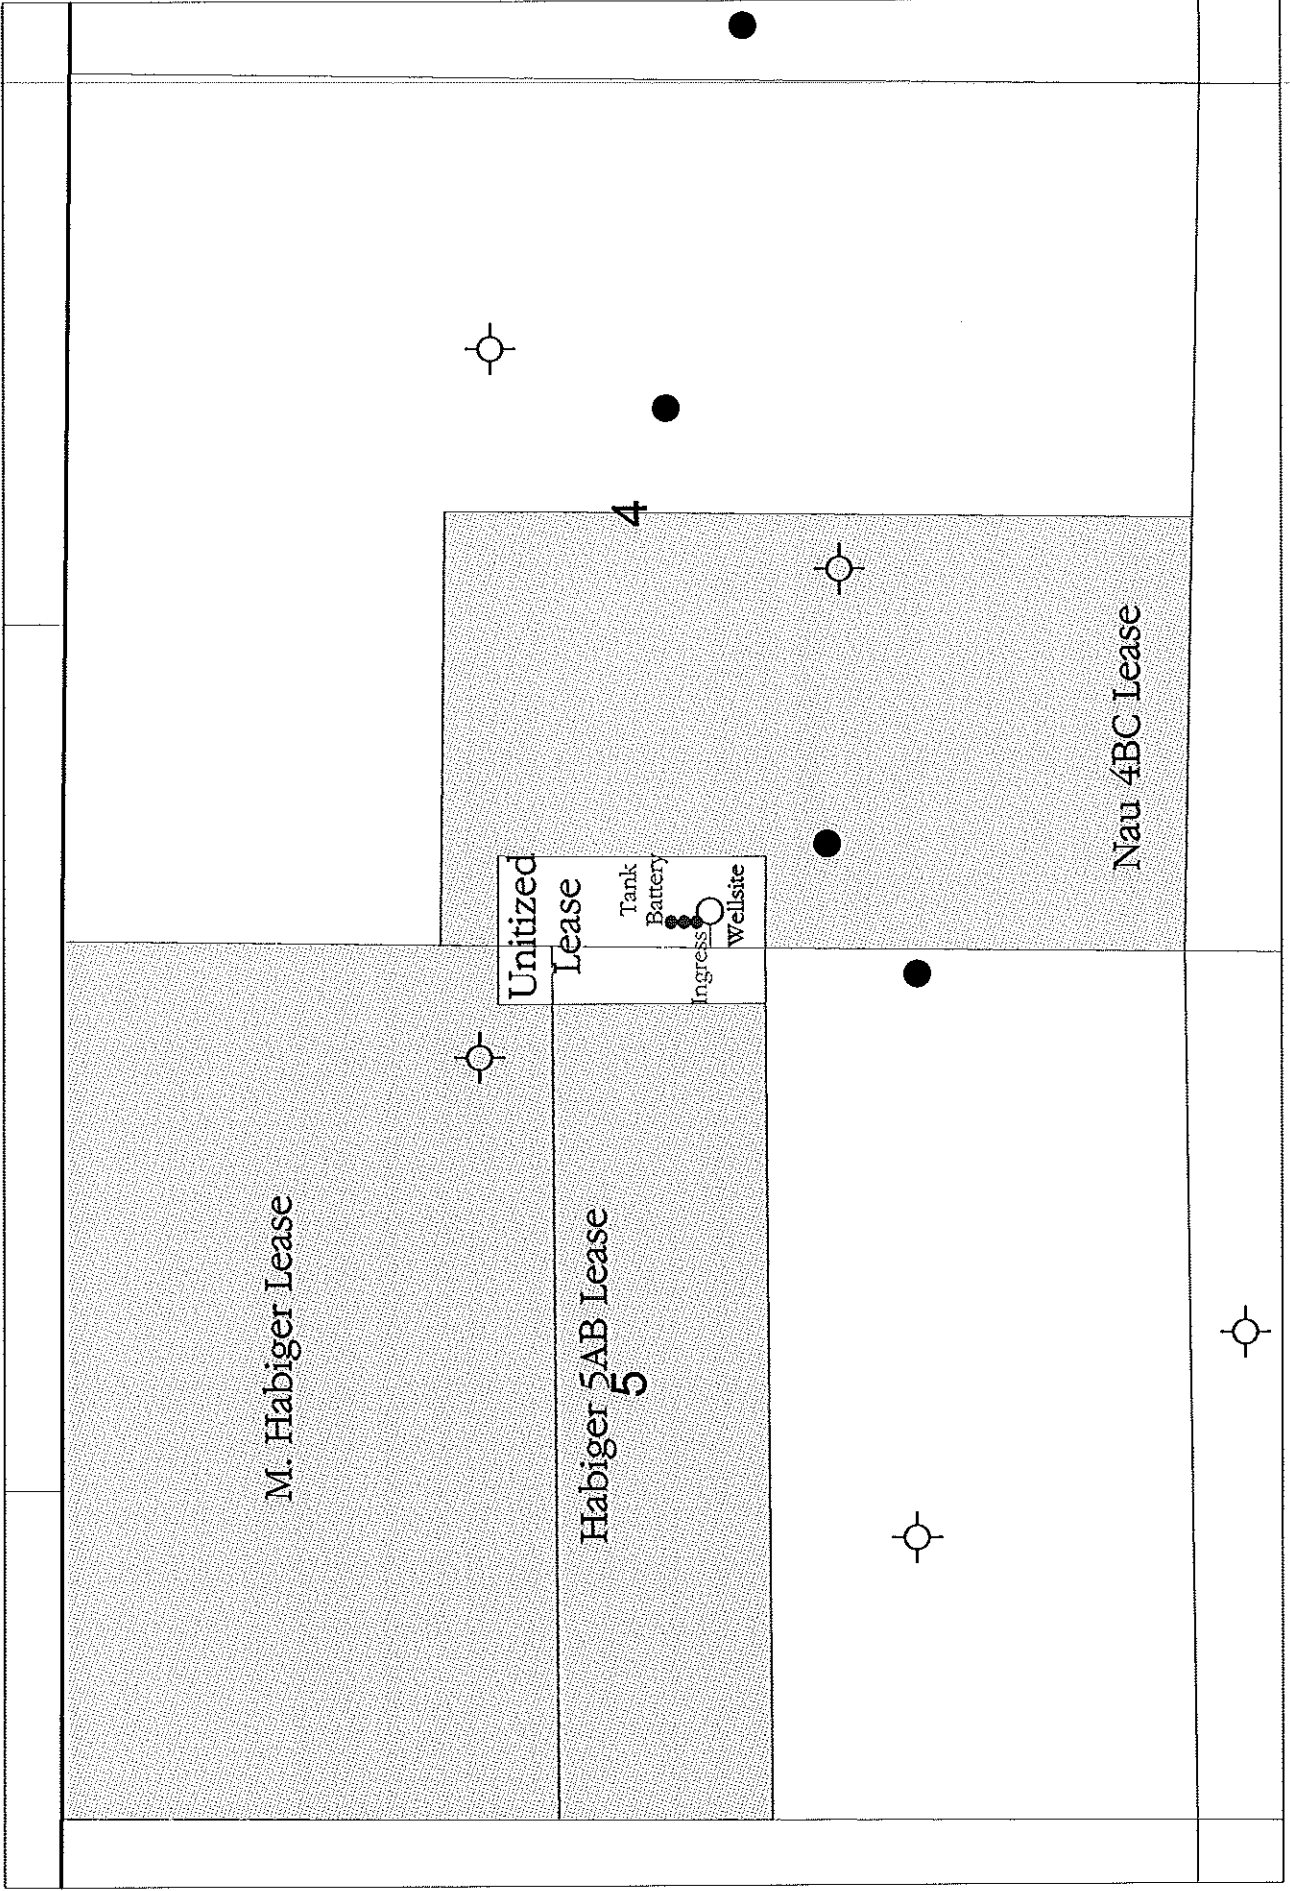 M. Habiger Lease
Habiger 5AB Lease
5
Unitized
Lease
Tank
Battery
Ingress
Wellsite
4
Nau 4BC Lease